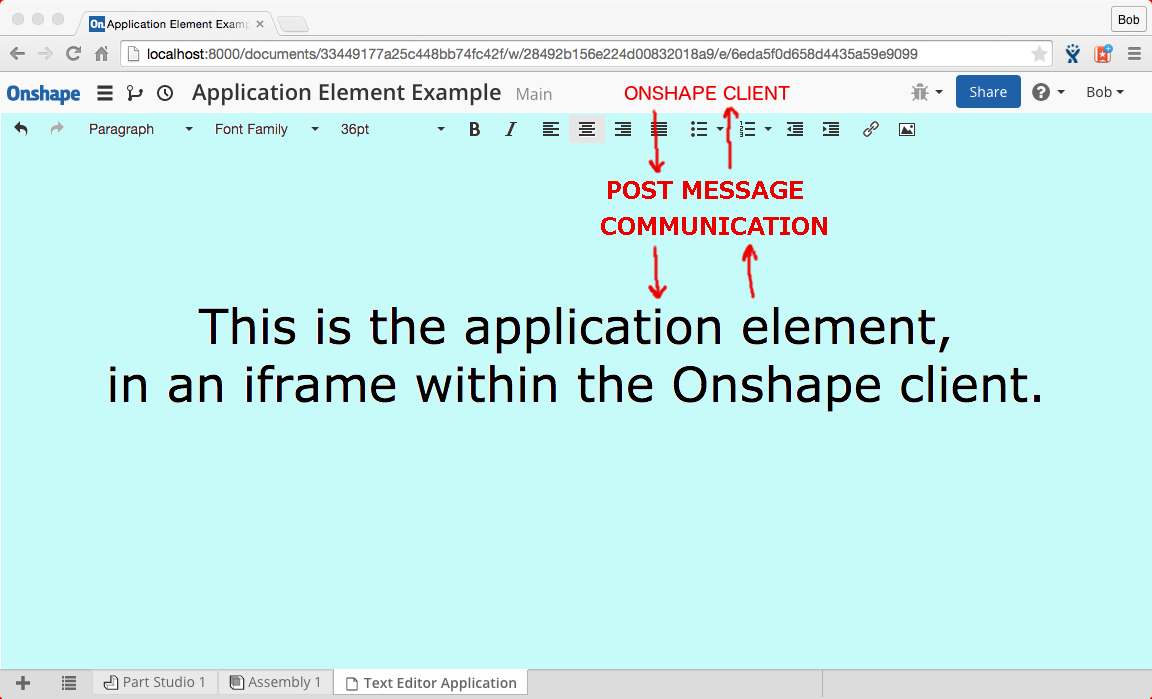 Bob
On Application Element Examp
localhost:8000/documents/33449177a25c448bb74fc42f/w/28492b156e224d00832018a9/e/6eda5f0d658d4435a59e9099
Onshape Application Element Example Main ONSHAPE CLIENT Share Bob
Paragraph Font Family 36pt B I
POST MESSAGE
COMMUNICATION
This is the application element,
in an iframe within the Onshape client.
Part Studio 1 Assembly 1 Text Editor Application